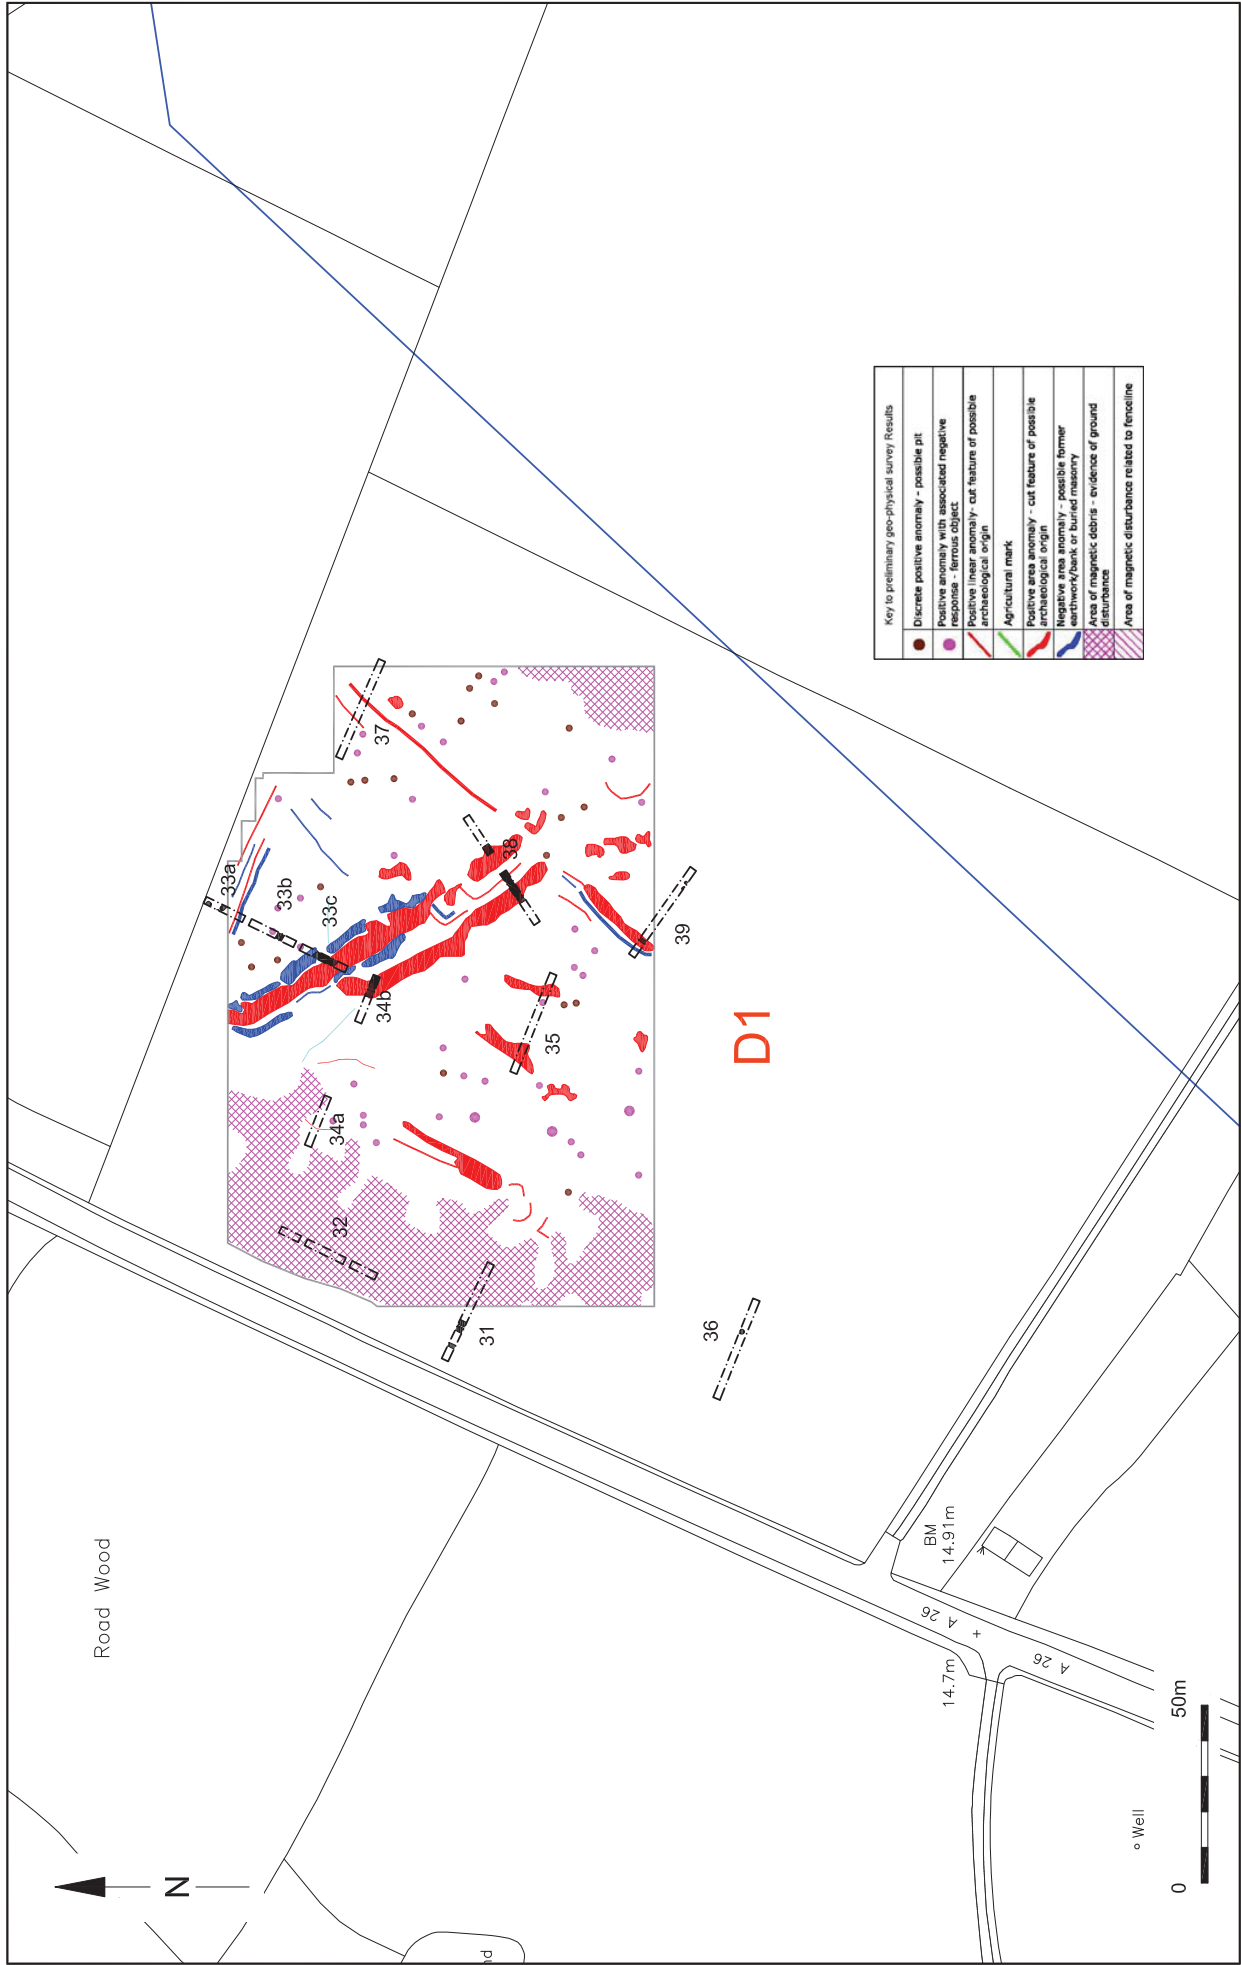 Road Wood
N
33a
33b
33c
34b
34a
32
31
37
38
39
35
36
D1
Key to preliminary geo-physical survey Results
Discrete positive anomaly - possible pit
Positive anomaly with associated negative
response - ferrous object
Positive linear anomaly- cut feature of possible
archaeological origin
Agricultural mark
Positive area anomaly - cut feature of possible
archaeological origin
Negative area anomaly - possible former
earthwork/bank or buried masonry
Area of magnetic debris - evidence of ground
disturbance
Area of magnetic disturbance related to fenceline
BM
14.91m
A 26
A 26
14.7m
Well
nd
0
50m